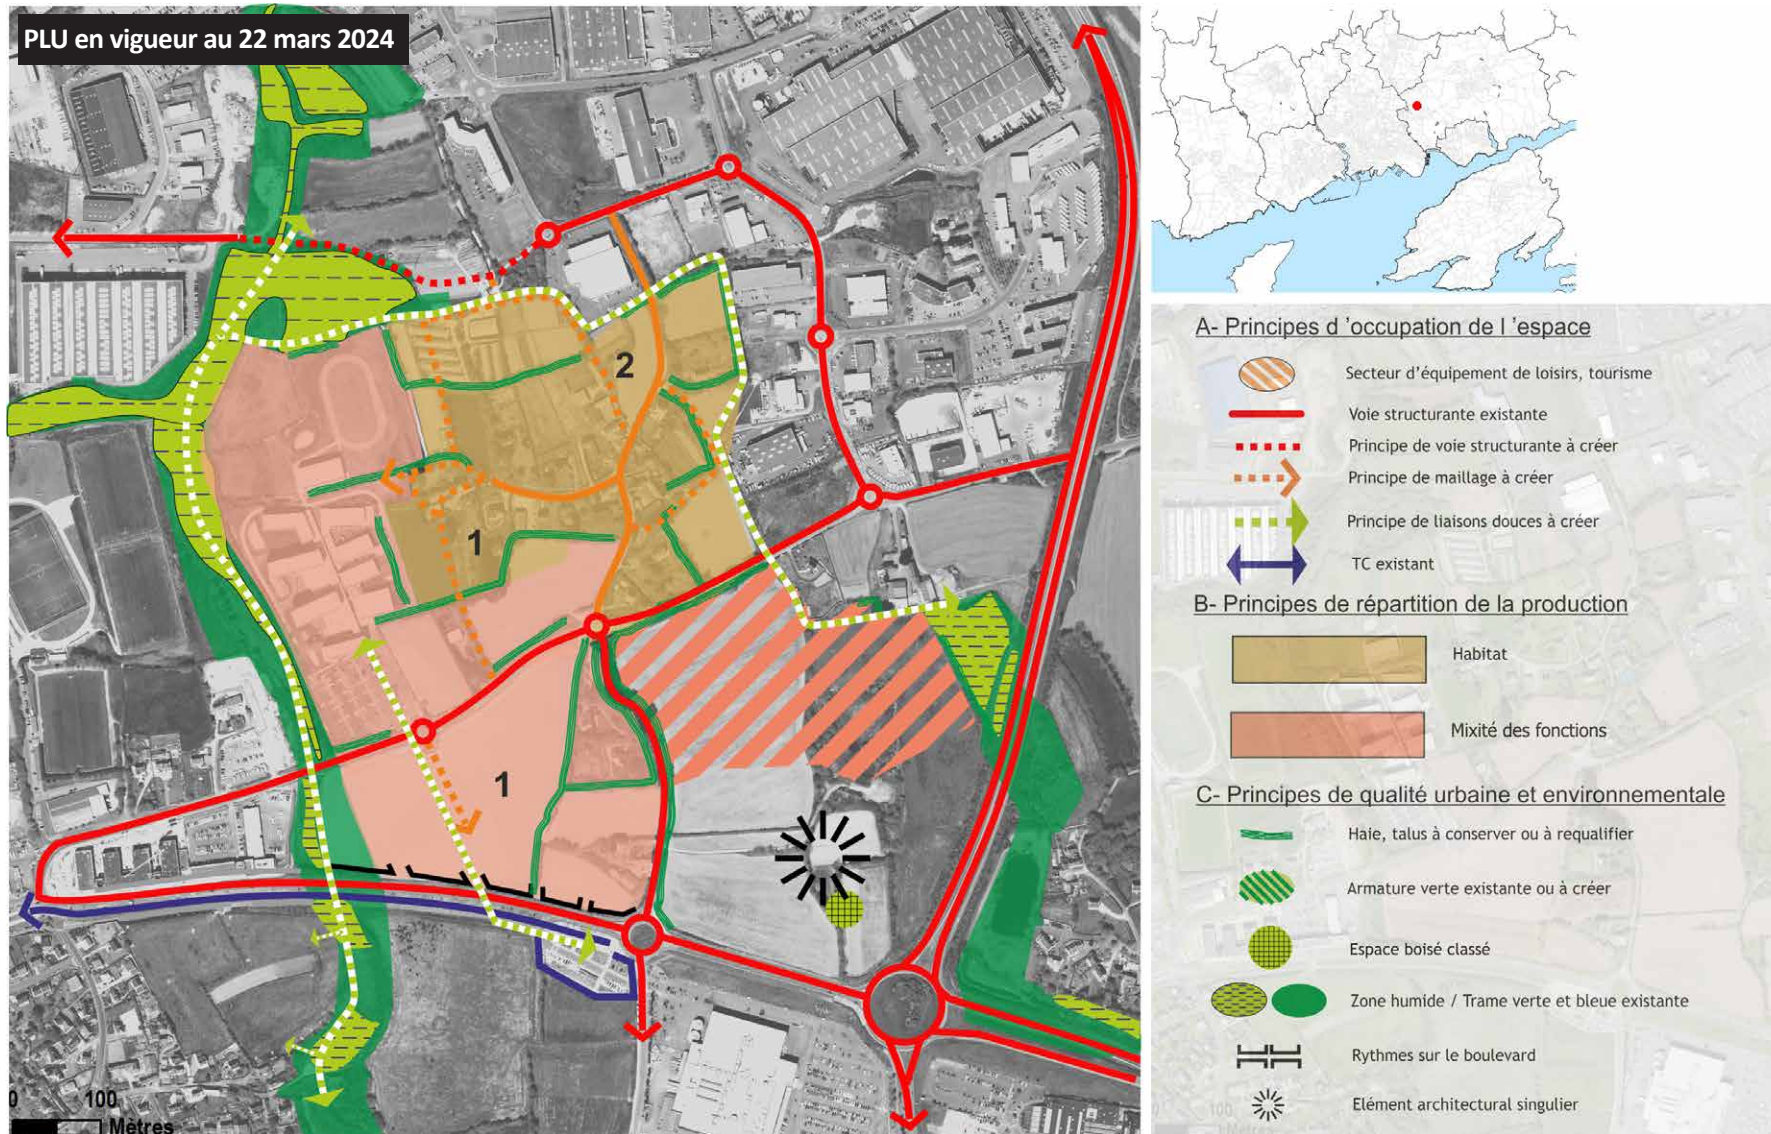 PLU en vigueur au 22 mars 2024
2
1
1
0 100
Mètres
A- Principes d 'occupation de l 'espace
Secteur d'équipement de loisirs, tourisme
Voie structurante existante
Principe de voie structurante à créer
Principe de maillage à créer
Principe de liaisons douces à créer
TC existant
B- Principes de répartition de la production
Habitat
Mixité des fonctions
C- Principes de qualité urbaine et environnementale
Haie, talus à conserver ou à requalifier
Armature verte existante ou à créer
Espace boisé classé
Zone humide / Trame verte et bleue existante
Rythmes sur le boulevard
Elément architectural singulier